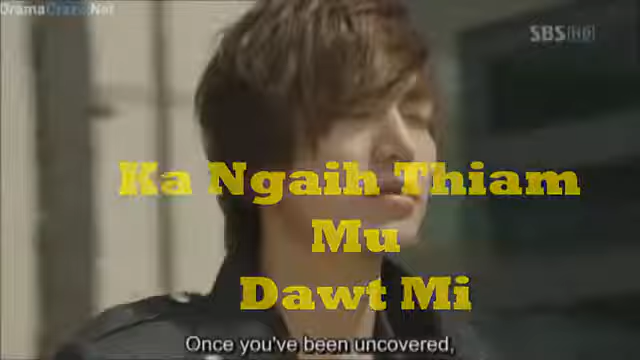 DramaCrazy.Net
SBS HD
Ka Ngaih Thiam
Mu
Dawt Mi
Once you've been uncovered,